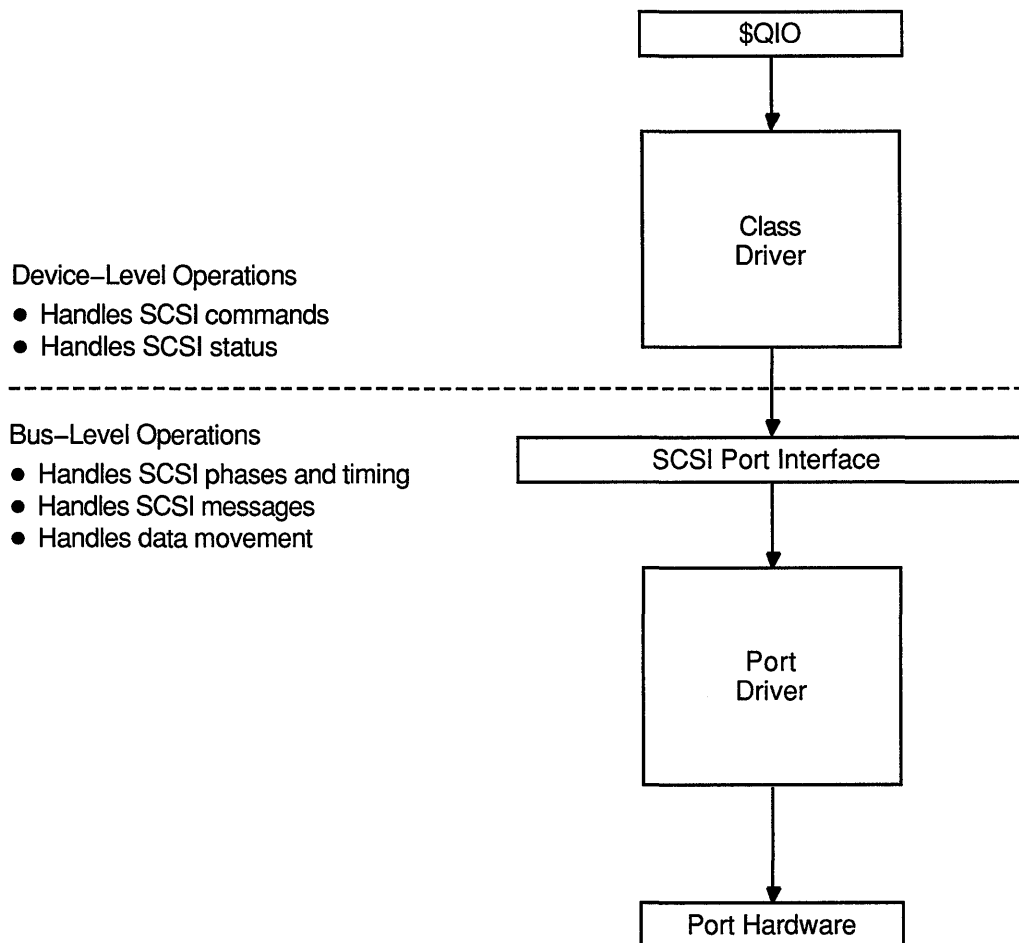 $QIO
Class
Driver
Device–Level Operations
● Handles SCSI commands
● Handles SCSI status
Bus–Level Operations
● Handles SCSI phases and timing
● Handles SCSI messages
● Handles data movement
SCSI Port Interface
Port
Driver
Port Hardware